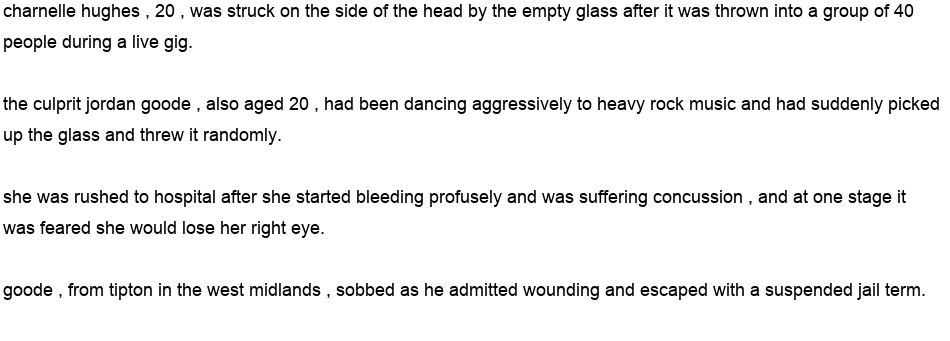 charnelle hughes , 20 , was struck on the side of the head by the empty glass after it was thrown into a group of 40
people during a live gig.
the culprit jordan goode , also aged 20 , had been dancing aggressively to heavy rock music and had suddenly picked
up the glass and threw it randomly.
she was rushed to hospital after she started bleeding profusely and was suffering concussion , and at one stage it
was feared she would lose her right eye.
goode , from tipton in the west midlands , sobbed as he admitted wounding and escaped with a suspended jail term.